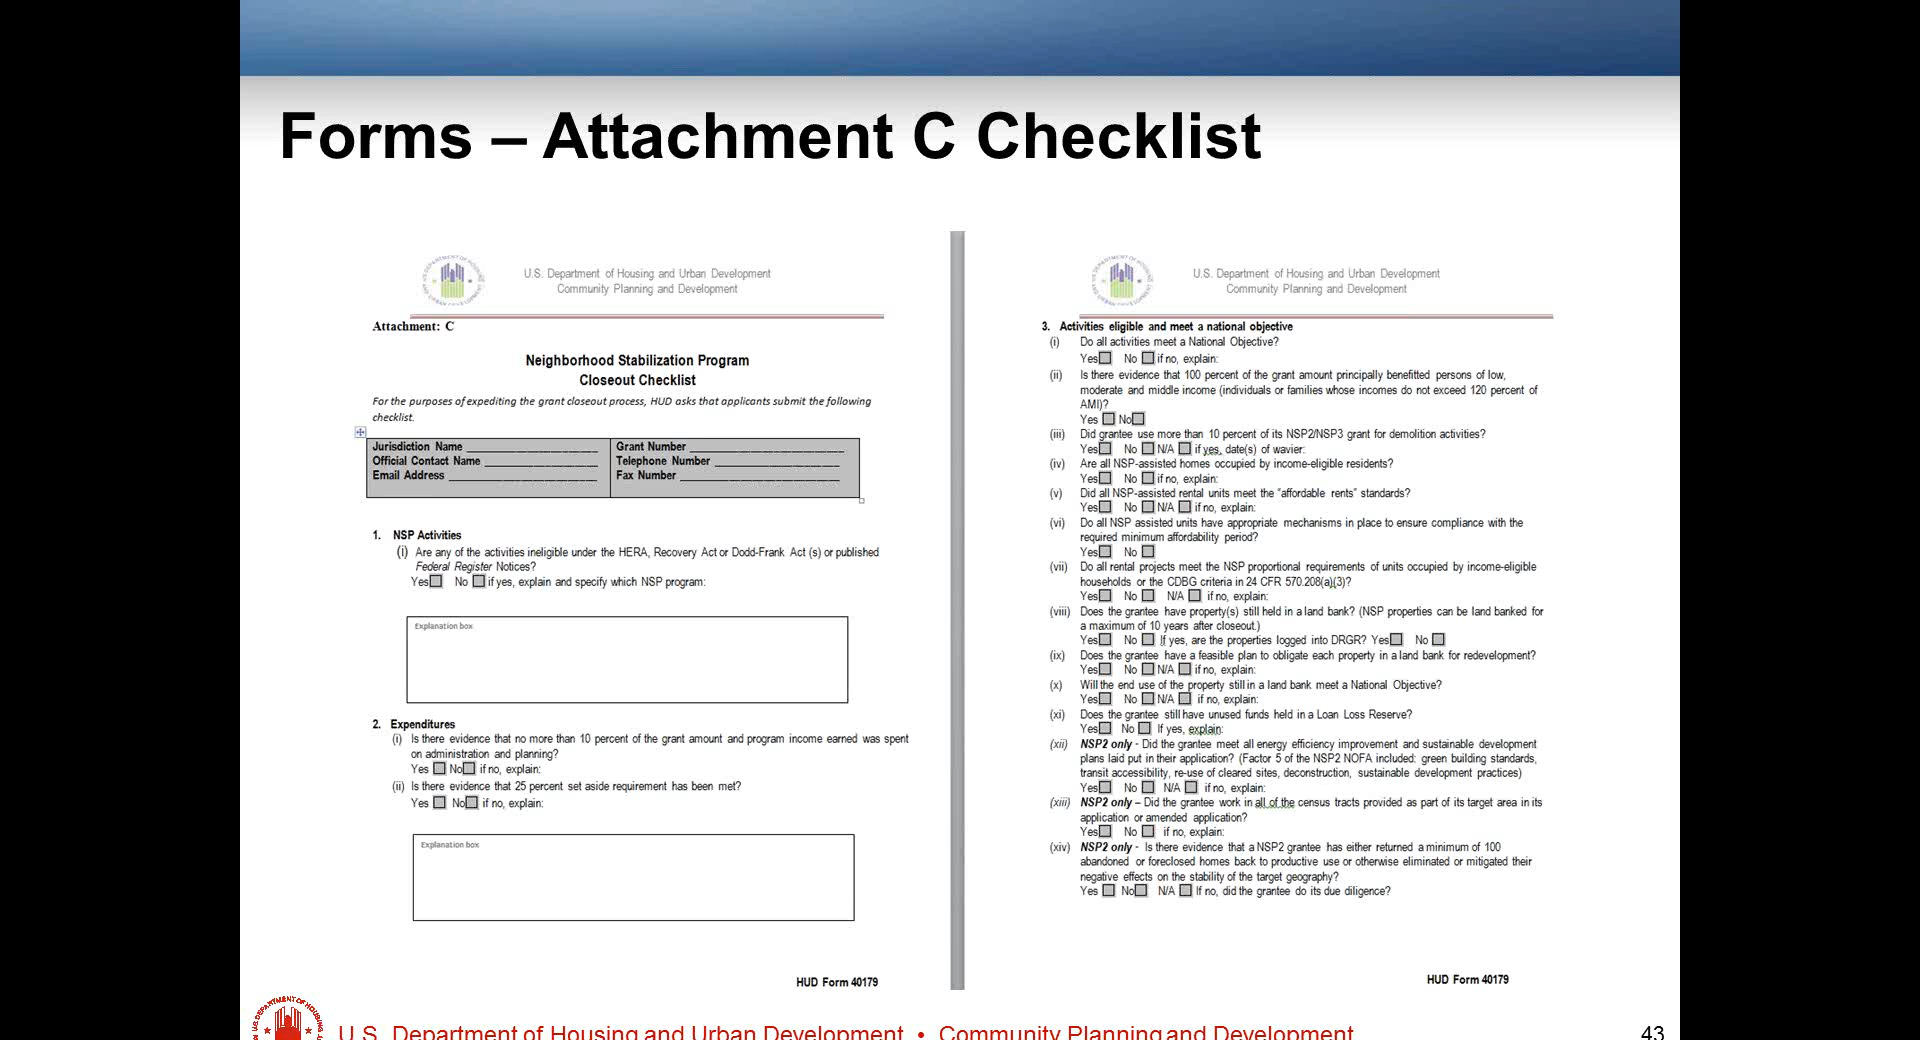 Forms – Attachment C Checklist
U.S. Department of Housing and Urban Development
Community Planning and Development
Attachment: C
Neighborhood Stabilization Program
Closeout Checklist
For the purposes of expediting the grant closeout process, HUD asks that applicants submit the following
checklist.
Jurisdiction Name ____________________ Grant Number ____________________
Official Contact Name ____________________ Telephone Number ____________________
Email Address ____________________ Fax Number ____________________
1. NSP Activities
(i) Are any of the activities ineligible under the HERA, Recovery Act or Dodd-Frank Act (s) or published
Federal Register Notices?
Yes No if yes, explain and specify which NSP program:
Explanation box
2. Expenditures
(i) Is there evidence that no more than 10 percent of the grant amount and program income earned was spent
on administration and planning?
Yes No if no, explain:
(ii) Is there evidence that 25 percent set aside requirement has been met?
Yes No if no, explain:
Explanation box
HUD Form 40179
U.S. Department of Housing and Urban Development
Community Planning and Development
3. Activities eligible and meet a national objective
(i) Do all activities meet a National Objective?
Yes No if no, explain:
(ii) Is there evidence that 100 percent of the grant amount principally benefitted persons of low,
moderate and middle income (individuals or families whose incomes do not exceed 120 percent of
AMI)?
Yes No
(iii) Did grantee use more than 10 percent of its NSP2/NSP3 grant for demolition activities?
Yes No N/A if yes, date(s) of wavier:
(iv) Are all NSP-assisted homes occupied by income-eligible residents?
Yes No if no, explain:
(v) Did all NSP-assisted rental units meet the “affordable rents” standards?
Yes No N/A if no, explain:
(vi) Do all NSP assisted units have appropriate mechanisms in place to ensure compliance with the
required minimum affordability period?
Yes No
(vii) Do all rental projects meet the NSP proportional requirements of units occupied by income-eligible
households or the CDBG criteria in 24 CFR 570.208(a)(3)?
Yes No N/A if no, explain:
(viii) Does the grantee have property(s) still held in a land bank? (NSP properties can be land banked for
a maximum of 10 years after closeout.)
Yes No If yes, are the properties logged into DRGR? Yes No
(ix) Does the grantee have a feasible plan to obligate each property in a land bank for redevelopment?
Yes No N/A if no, explain:
(x) Will the end use of the property still in a land bank meet a National Objective?
Yes No N/A if no, explain:
(xi) Does the grantee still have unused funds held in a Loan Loss Reserve?
Yes No If yes, explain:
(xii) NSP2 only - Did the grantee meet all energy efficiency improvement and sustainable development
plans laid put in their application? (Factor 5 of the NSP2 NOFA included: green building standards,
transit accessibility, re-use of cleared sites, deconstruction, sustainable development practices)
Yes No N/A if no, explain:
(xiii) NSP2 only – Did the grantee work in all of the census tracts provided as part of its target area in its
application or amended application?
Yes No if no, explain:
(xiv) NSP2 only - Is there evidence that a NSP2 grantee has either returned a minimum of 100
abandoned or foreclosed homes back to productive use or otherwise eliminated or mitigated their
negative effects on the stability of the target geography?
Yes No N/A If no, did the grantee do its due diligence?
HUD Form 40179
U.S. Department of Housing and Urban Development • Community Planning and Development
43